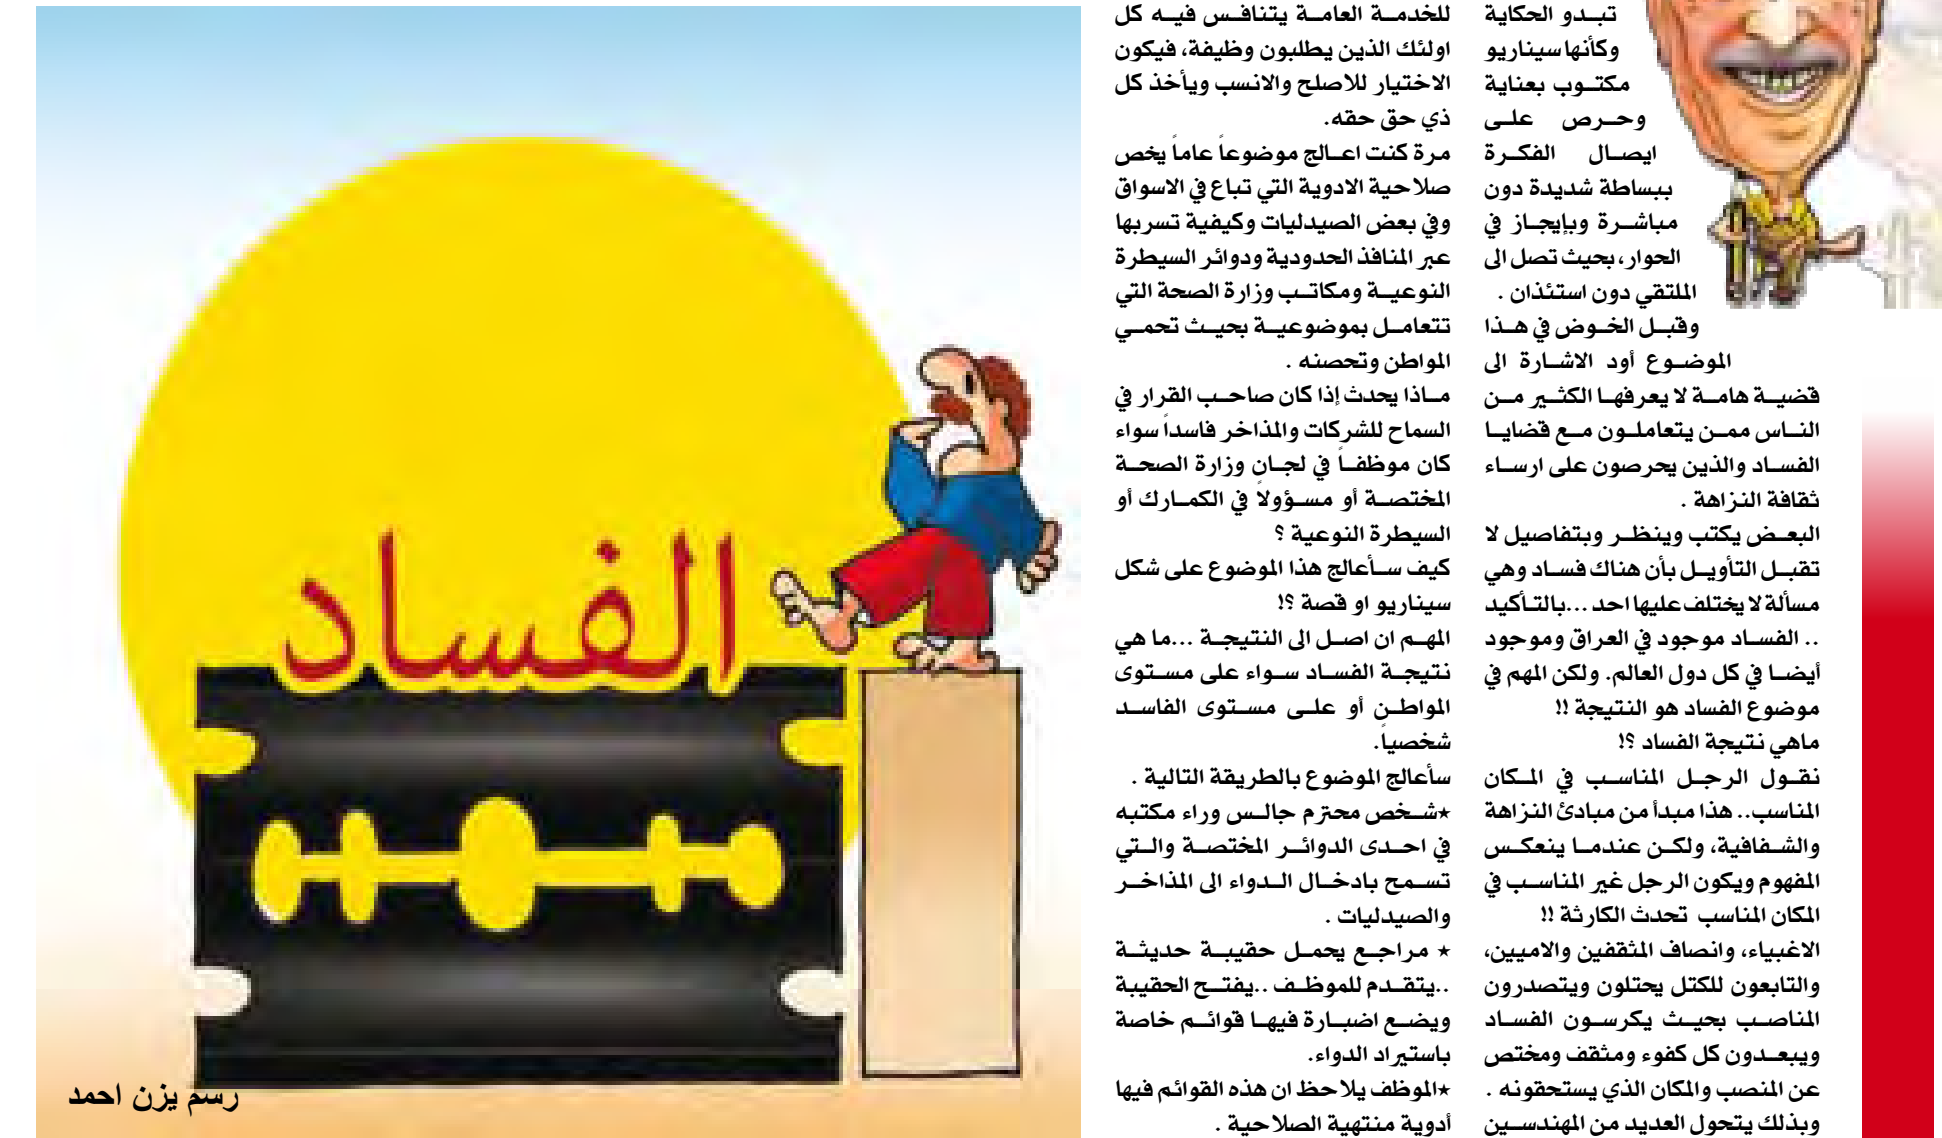 تبدو الحكاية
وكأنها سيناريو
مكتوب بعناية
وحرص على
ايصال الفكرة
ببساطة شديدة دون
مباشرة وبإيجاز في
الحوار، بحيث تصل الى
الملتقي دون استئذان .
وقبل الخوض في هذا
الموضوع أود الاشارة الى
قضية هامة لا يعرفها الكثير من
الناس ممن يتعاملون مع قضايا
الفساد والذين يحرصون على ارساء
ثقافة النزاهة .
البعض يكتب وينظر وبتفاصيل لا
تقبل التأويل بأن هناك فساد وهي
مسألة لا يختلف عليها احد ...بالتأكيد
.. الفساد موجود في العراق وموجود
أيضا في كل دول العالم. ولكن المهم في
موضوع الفساد هو النتيجة !!
ماهي نتيجة الفساد ؟!
نقول الرجل المناسب في المكان
المناسب.. هذا مبدأ من مبادئ النزاهة
والشفافية، ولكن عندما ينعكس
المفهوم ويكون الرجل غير المناسب في
المكان المناسب تحدث الكارثة !!
الاغبياء، وانصاف المثقفين والاميين،
والتابعون للكتل يحتلون ويتصدرون
المناصب بحيث يكرسون الفساد
ويبعدون كل كفوء ومثقف ومختص
عن المنصب والمكان الذي يستحقونه .
وبذلك يتحول العديد من المهندسين
للخدمة العامة يتنافس فيه كل
اولئك الذين يطلبون وظيفة، فيكون
الاختيار للاصلح والانسب ويأخذ كل
ذي حق حقه.
مرة كنت اعالج موضوعاً عاماً يخص
صلاحية الادوية التي تباع في الاسواق
وفي بعض الصيدليات وكيفية تسربها
عبر المنافذ الحدودية ودوائر السيطرة
النوعية ومكاتب وزارة الصحة التي
تتعامل بموضوعية بحيث تحمي
المواطن وتحصنه .
ماذا يحدث إذا كان صاحب القرار في
السماح للشركات والمذاخر فاسداً سواء
كان موظفاً في لجان وزارة الصحة
المختصة أو مسؤولاً في الكمارك أو
السيطرة النوعية ؟
كيف سأعالج هذا الموضوع على شكل
سيناريو او قصة ؟!
المهم ان اصل الى النتيجة ...ما هي
نتيجة الفساد سواء على مستوى
المواطن أو على مستوى الفاسد
شخصياً.
سأعالج الموضوع بالطريقة التالية .
*شخص محترم جالس وراء مكتبه
في احدى الدوائر المختصة والتي
تسمح بادخال الدواء الى المذاخر
والصيدليات .
* مراجع يحمل حقيبة حديثة
..يتقدم للموظف ..يفتح الحقيبة
ويضع اضبارة فيها قوائم خاصة
باستيراد الدواء.
*الموظف يلاحظ ان هذه القوائم فيها
أدوية منتهية الصلاحية .
الفساد
رسم يزن احمد